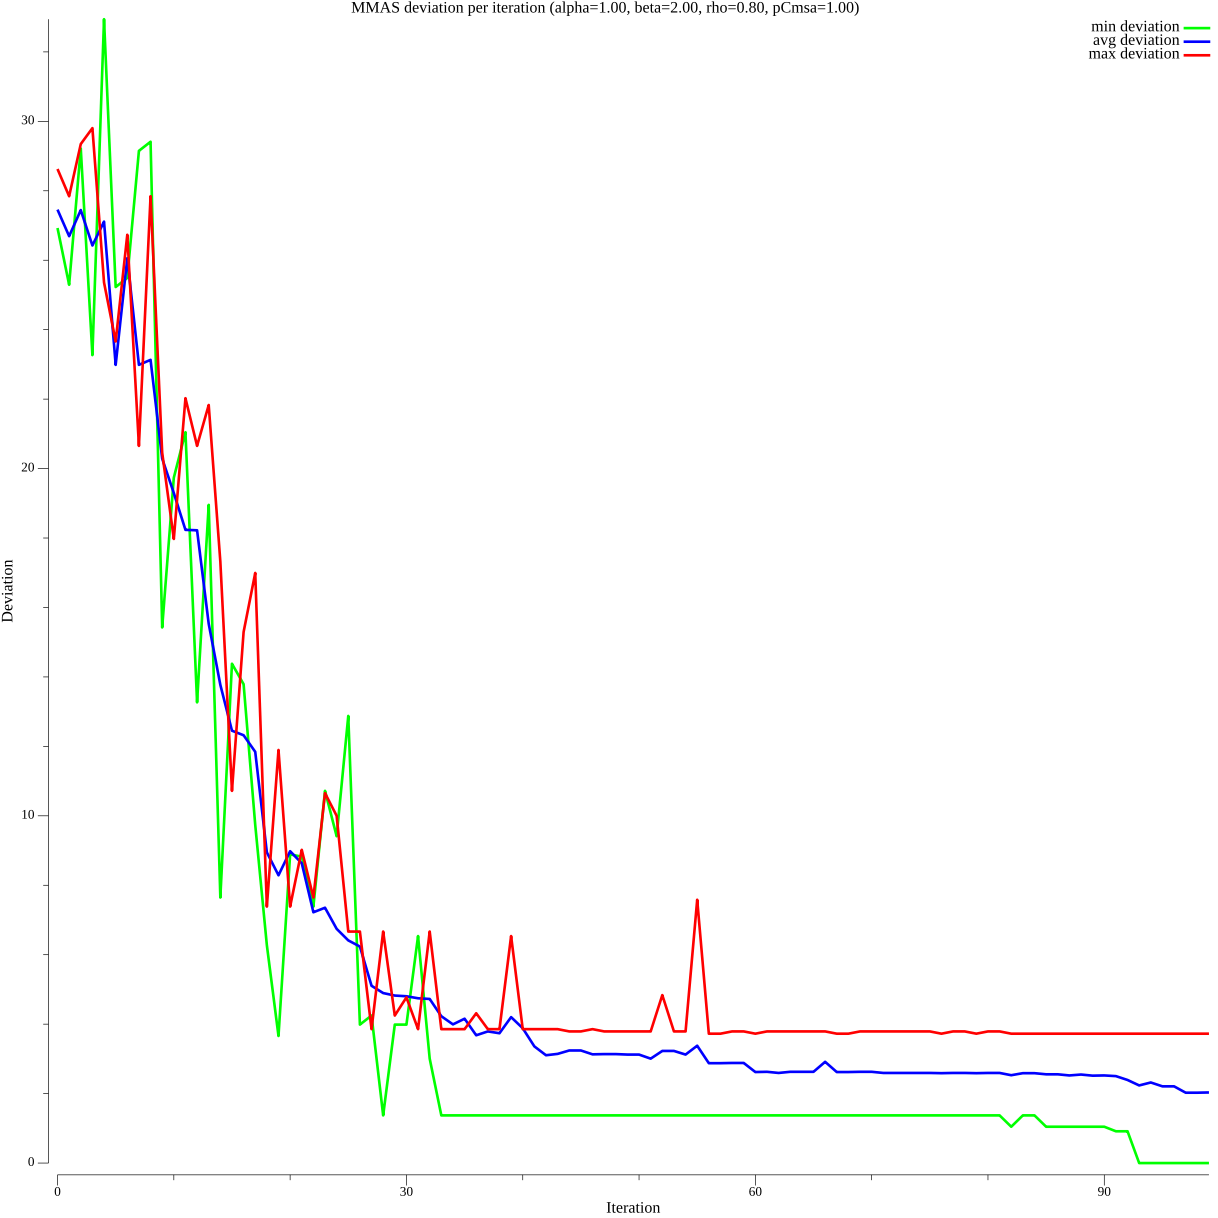 MMAS deviation per iteration (alpha=1.00, beta=2.00, rho=0.80, pCmsa=1.00)
min deviation
avg deviation
max deviation
30
20
10
0
Deviation
0 30 60 90
Iteration